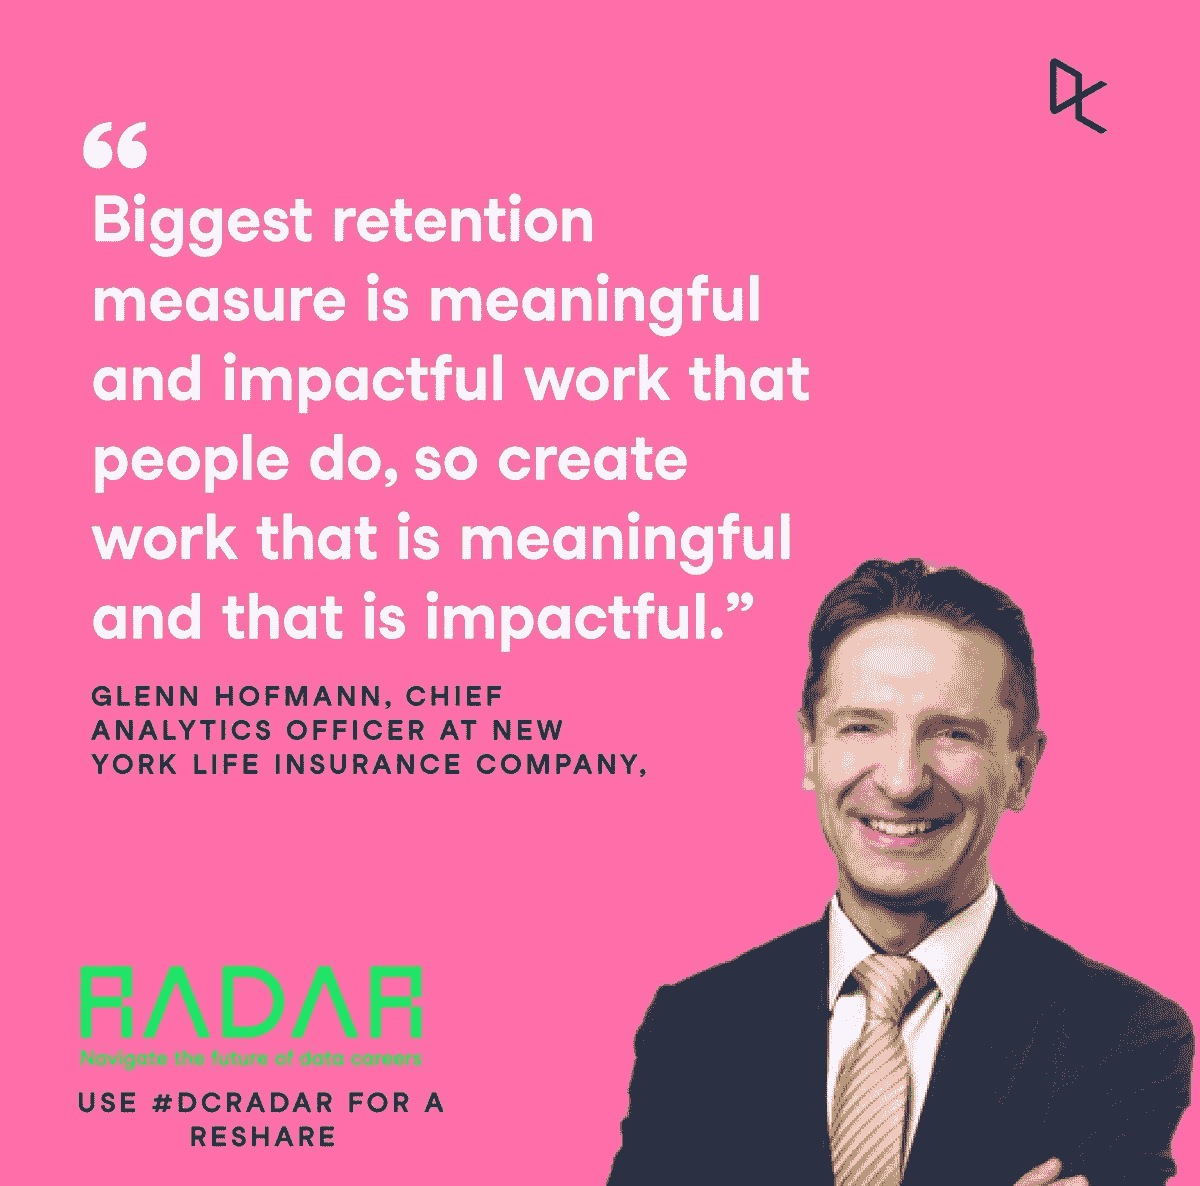 “
Biggest retention
measure is meaningful
and impactful work that
people do, so create
work that is meaningful
and that is impactful.”
GLENN HOFMANN, CHIEF
ANALYTICS OFFICER AT NEW
YORK LIFE INSURANCE COMPANY,
RADAR
Navigate the future of data careers
USE #DCRADAR FOR A
RESHARE